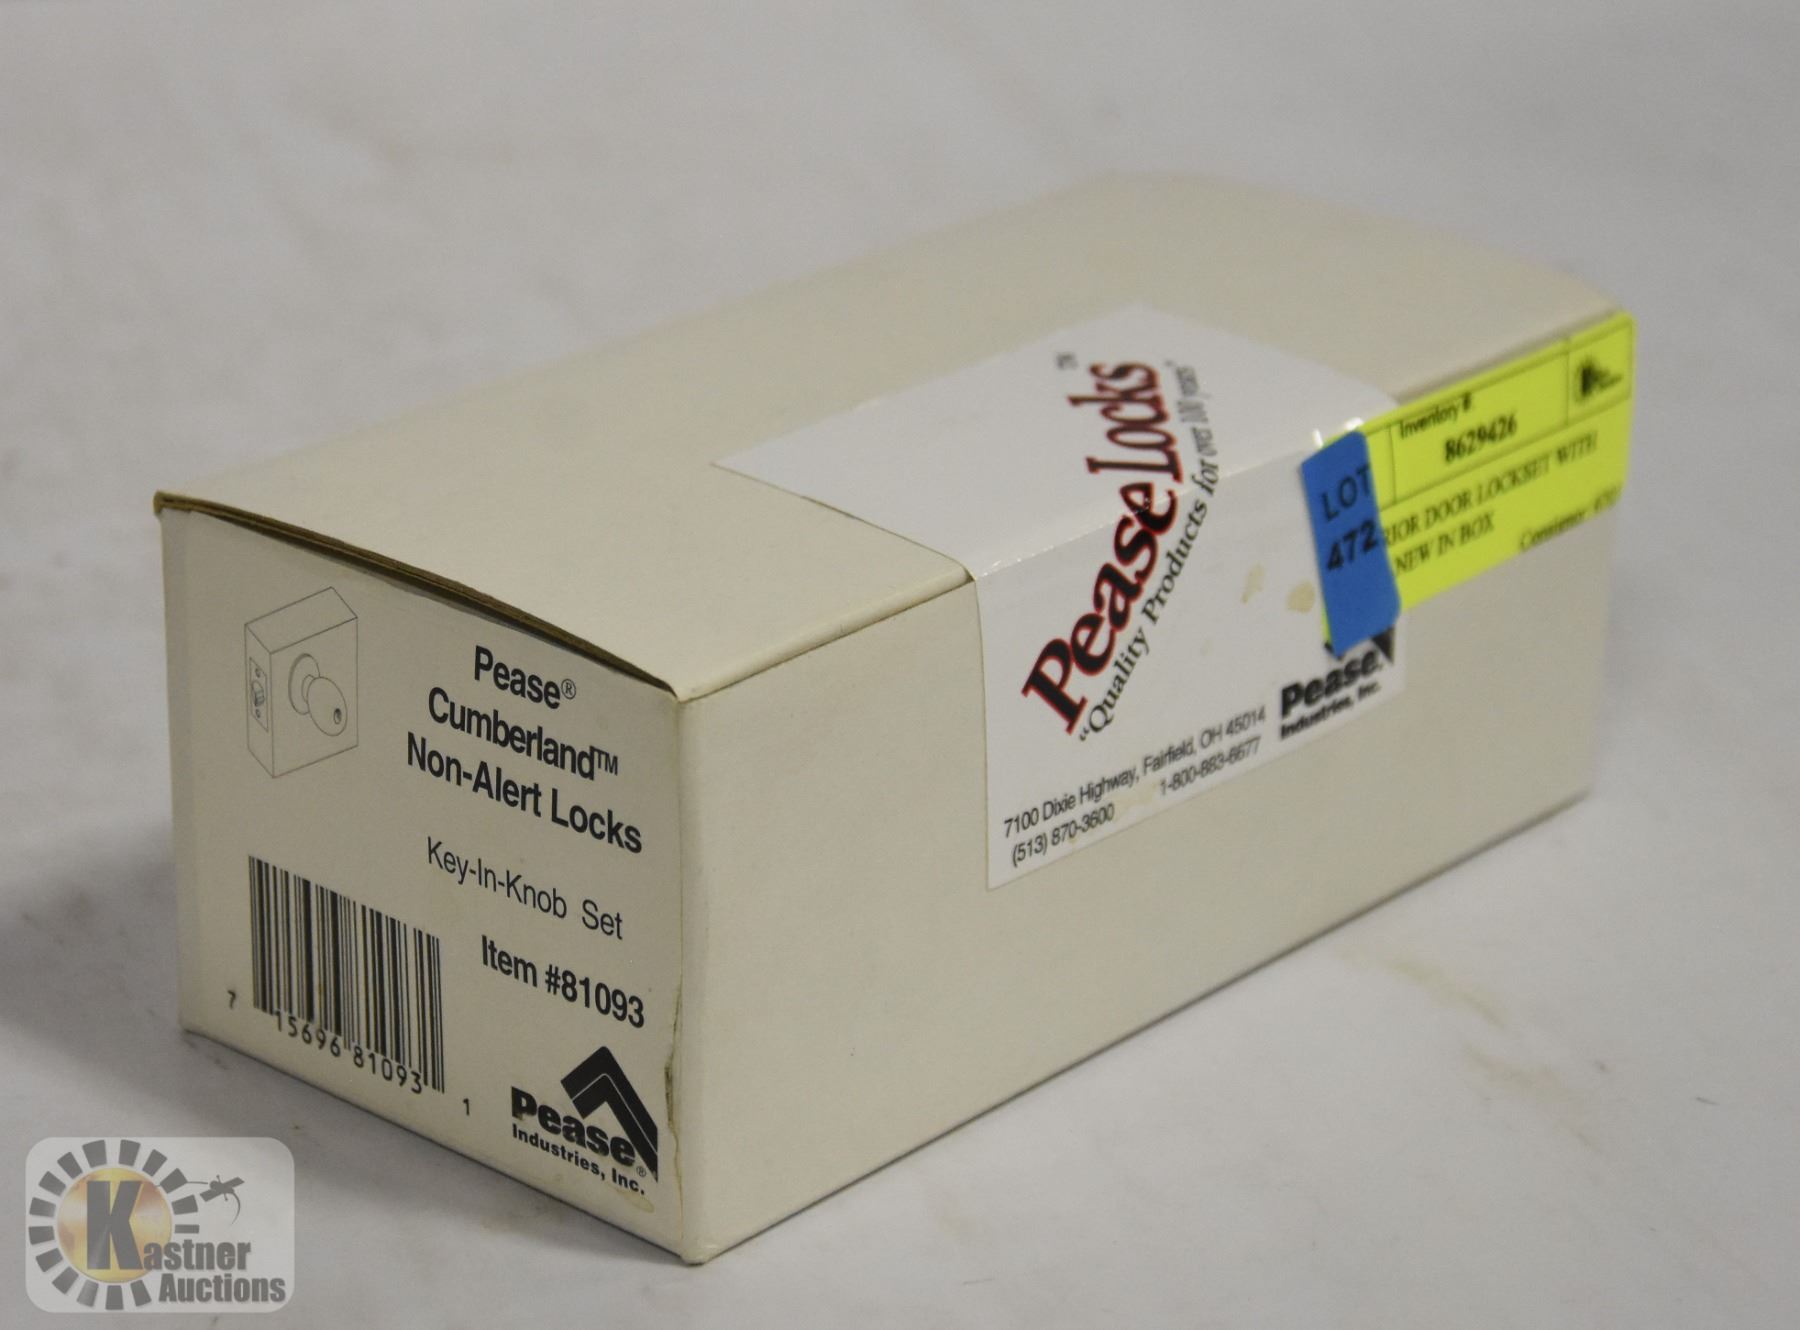 Pease®
Cumberland™
Non-Alert Locks
Key-In-Knob Set
Item #81093
7 15696 81093 1
Pease®
Industries, Inc.
PeaseLocks™
"Quality Products for over 100 years"
7100 Dixie Highway, Fairfield, OH 45014
(513) 870-3600 1-800-883-6677
Pease®
Industries, Inc.
LOT
472
Inventory #:
8629426
RIOR DOOR LOCKSET WITH
NEW IN BOX
Kastner
Auctions